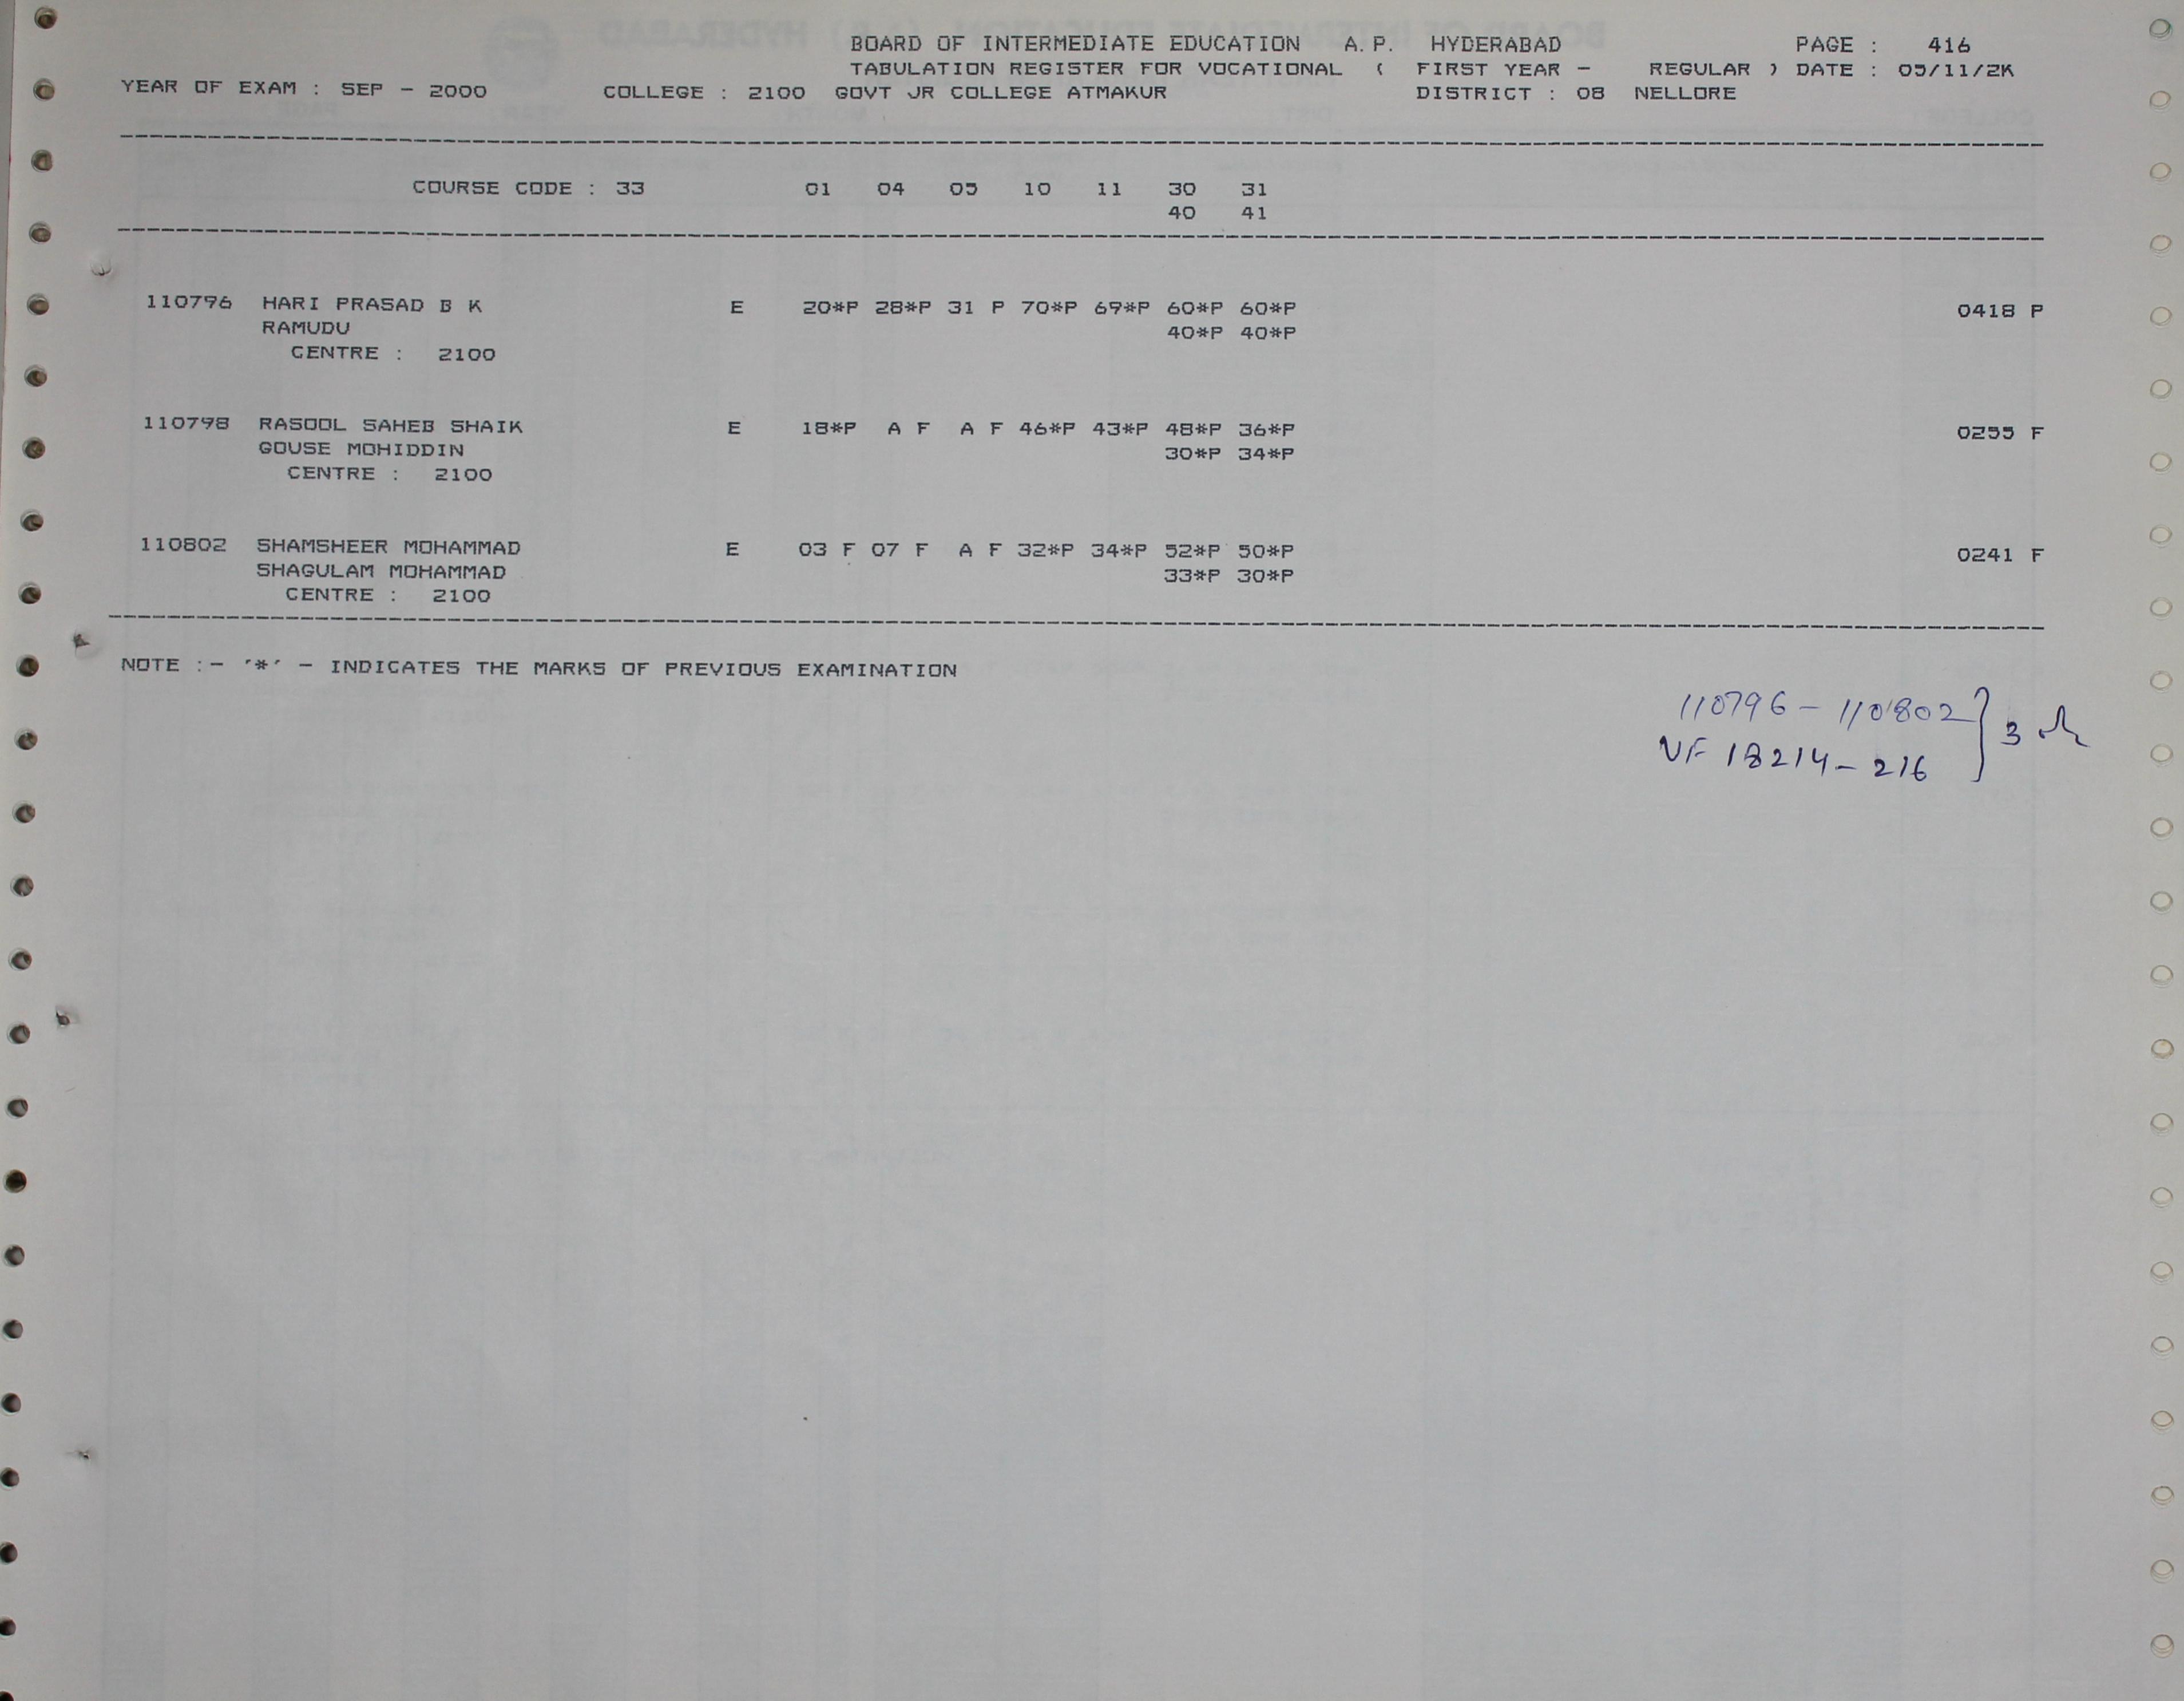 BOARD OF INTERMEDIATE EDUCATION A.P. HYDERABAD PAGE : 416
TABULATION REGISTER FOR VOCATIONAL ( FIRST YEAR - REGULAR ) DATE : 05/11/2K
YEAR OF EXAM : SEP - 2000 COLLEGE : 2100 GOVT JR COLLEGE ATMAKUR DISTRICT : 08 NELLORE
COURSE CODE : 33 01 04 05 10 11 30 31
40 41
110796 HARI PRASAD B K E 20*P 28*P 31 P 70*P 69*P 60*P 60*P 0418 P
RAMUDU 40*P 40*P
CENTRE : 2100
110798 RASOOL SAHEB SHAIK E 18*P A F A F 46*P 43*P 48*P 36*P 0255 F
GOUSE MOHIDDIN 30*P 34*P
CENTRE : 2100
110802 SHAMSHEER MOHAMMAD E 03 F 07 F A F 32*P 34*P 52*P 50*P 0241 F
SHAGULAM MOHAMMAD 33*P 30*P
CENTRE : 2100
NOTE :- '*' - INDICATES THE MARKS OF PREVIOUS EXAMINATION
110796 - 110802 } 3
VF 18214 - 216